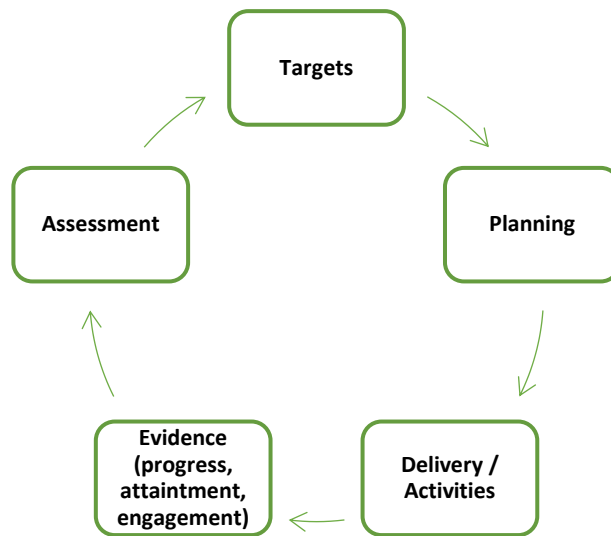 Targets
Planning
Delivery /
Activities
Evidence
(progress,
attaintment,
engagement)
Assessment